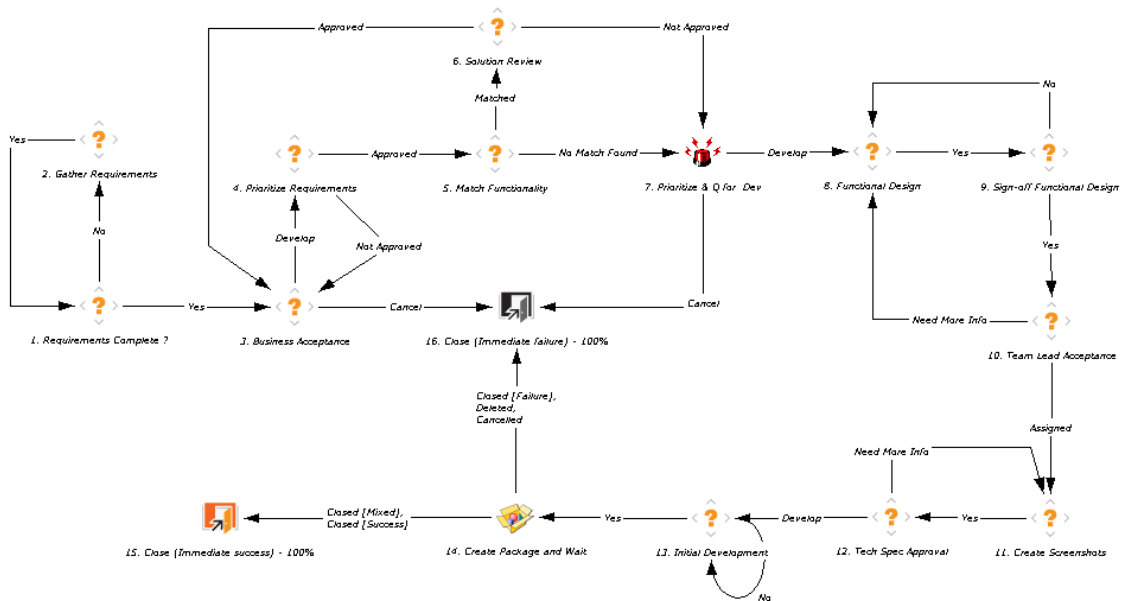 Approved
Not Approved
6. Solution Review
Matched
No
Yes
2. Gather Requirements
Approved
4. Prioritize Requirements
5. Match Functionality
No Match Found
7. Prioritize & Q for Dev
Develop
8. Functional Design
Yes
9. Sign-off Functional Design
No
Develop
Not Approved
Yes
1. Requirements Complete ?
Yes
3. Business Acceptance
Cancel
16. Close (Immediate failure) - 100%
Cancel
Need More Info
10. Team Lead Acceptance
Closed [Failure],
Deleted,
Cancelled
Assigned
Need More Info
15. Close (Immediate success) - 100%
Closed [Mixed],
Closed [Success]
14. Create Package and Wait
Yes
13. Initial Development
Develop
12. Tech Spec Approval
Yes
11. Create Screenshots
No